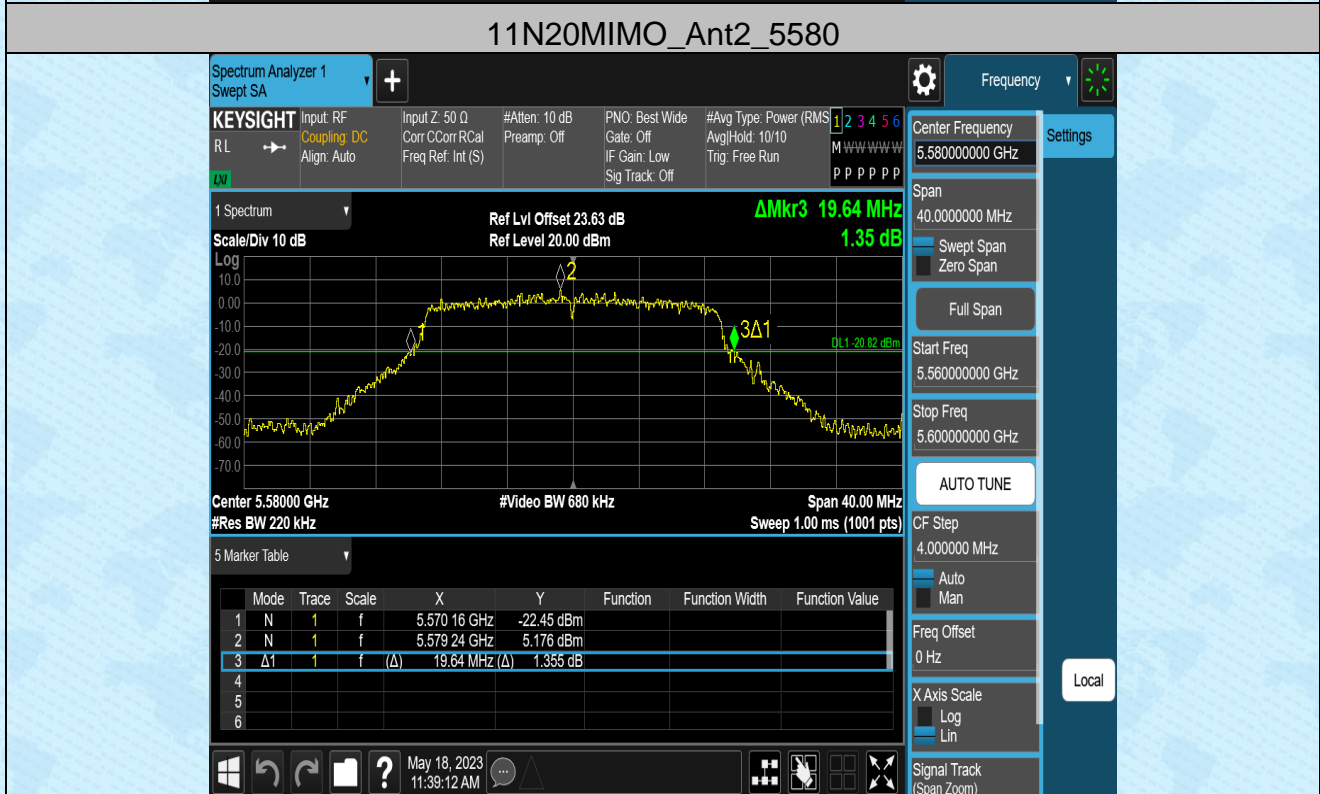 11N20MIMO_Ant2_5580
Spectrum Analyzer 1
Swept SA
Frequency
KEYSIGHT
RL
LXI
Input: RF
Coupling: DC
Align: Auto
Input Z: 50 Ω
Corr CCorr RCal
Freq Ref: Int (S)
#Atten: 10 dB
Preamp: Off
PNO: Best Wide
Gate: Off
IF Gain: Low
Sig Track: Off
#Avg Type: Power (RMS
Avg|Hold: 10/10
Trig: Free Run
1 2 3 4 5 6
M W W W W W
P P P P P P
1 Spectrum
Scale/Div 10 dB
Ref Lvl Offset 23.63 dB
Ref Level 20.00 dBm
ΔMkr3 19.64 MHz
1.35 dB
Log
10.0
0.00
-10.0
-20.0
-30.0
-40.0
-50.0
-60.0
-70.0
1
2
3Δ1
DL1 -20.82 dBm
Center 5.58000 GHz
#Video BW 680 kHz
Span 40.00 MHz
#Res BW 220 kHz
Sweep 1.00 ms (1001 pts)
5 Marker Table
Mode Trace Scale X Y Function Function Width Function Value
1 N 1 f 5.570 16 GHz -22.45 dBm
2 N 1 f 5.579 24 GHz 5.176 dBm
3 Δ1 1 f (Δ) 19.64 MHz (Δ) 1.355 dB
4
5
6
?
May 18, 2023
11:39:12 AM
Center Frequency
5.580000000 GHz
Settings
Span
40.0000000 MHz
Swept Span
Zero Span
Full Span
Start Freq
5.560000000 GHz
Stop Freq
5.600000000 GHz
AUTO TUNE
CF Step
4.000000 MHz
Auto
Man
Freq Offset
0 Hz
Local
X Axis Scale
Log
Lin
Signal Track
(Span Zoom)